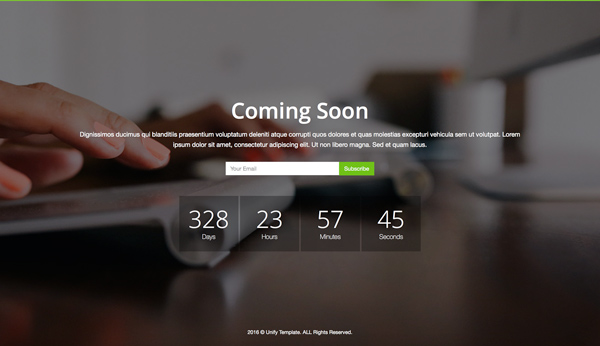 Coming Soon
Dignissimos ducimus qui blanditiis praesentium voluptatum deleniti atque corrupti quos dolores et quas molestias excepturi vehicula sem ut volutpat. Lorem
ipsum dolor sit amet, consectetur adipiscing elit. Ut non libero magna. Sed et quam lacus.
Your Email Subscribe
328 23 57 45
Days Hours Minutes Seconds
2016 © Unify Template. ALL Rights Reserved.